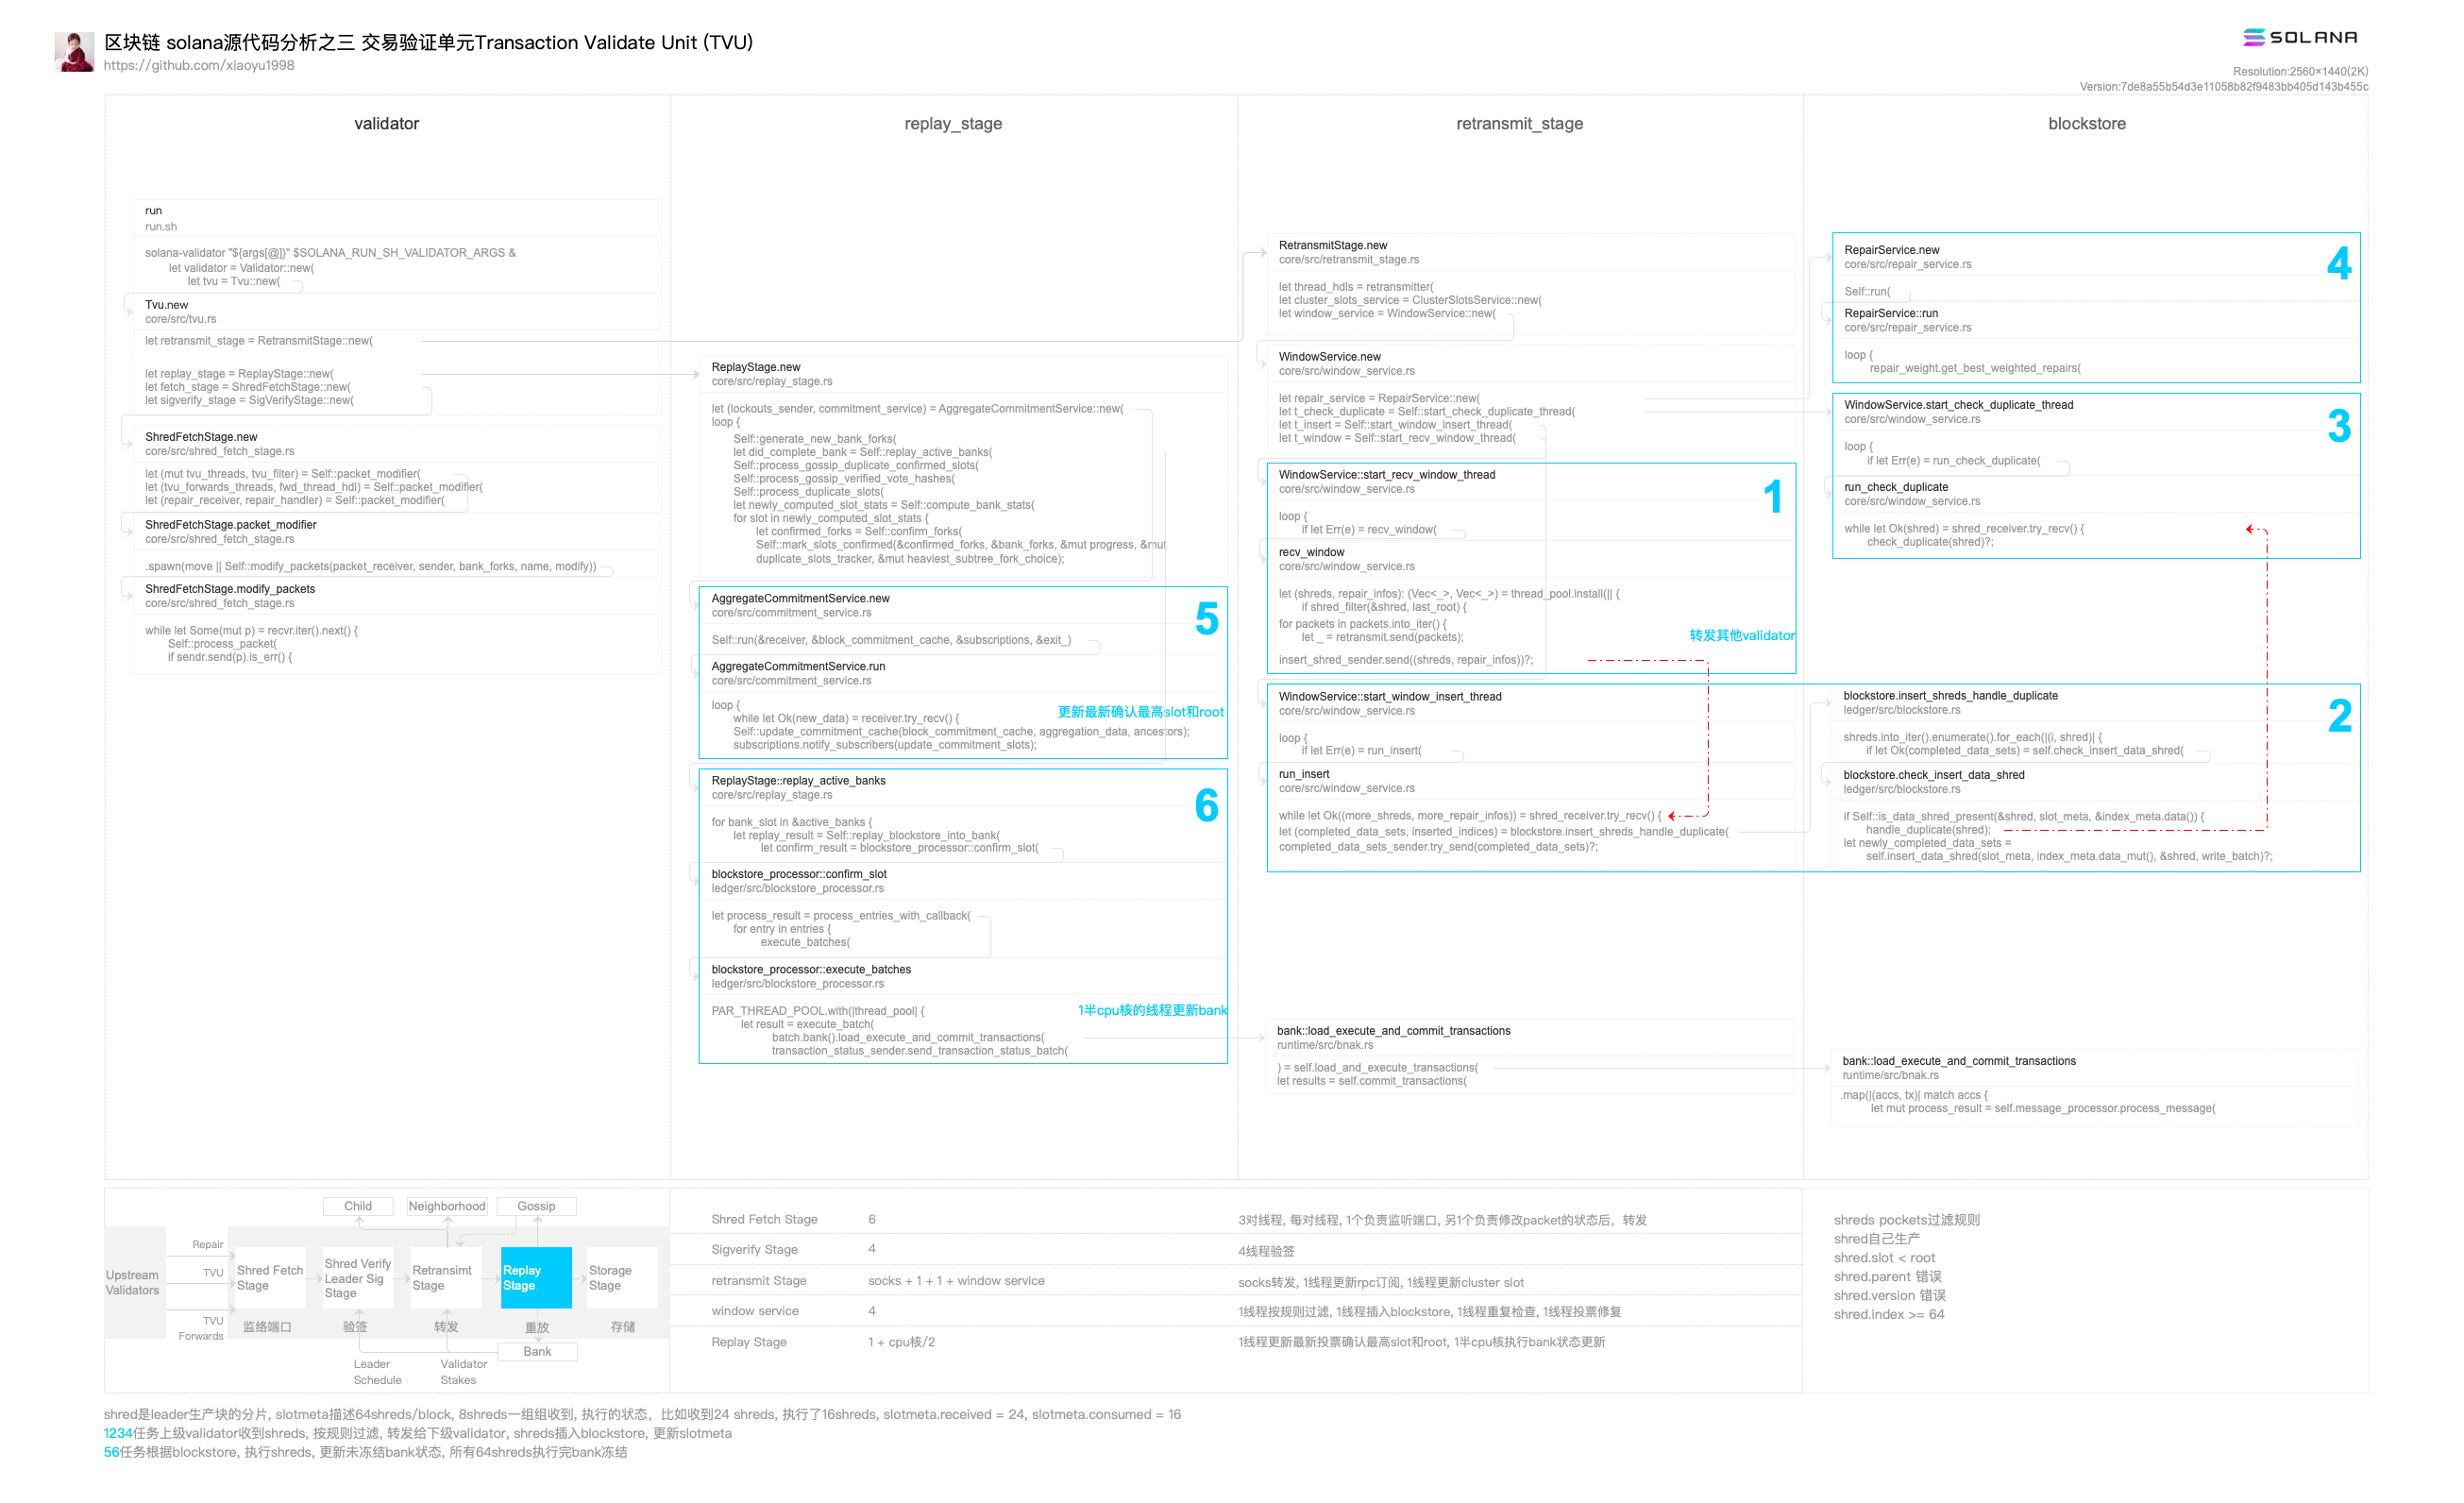 区块链 solana源代码分析之三 交易验证单元Transaction Validate Unit (TVU)
https://github.com/xiaoyu1998
SOLANA
Resolution:2560×1440(2K)
Version:7de8a55b54d3e11058b82f9483bb405d143b455c
validator
run
run.sh
solana-validator "${args[@]}" $SOLANA_RUN_SH_VALIDATOR_ARGS &
let validator = Validator::new(
let tvu = Tvu::new(
Tvu.new
core/src/tvu.rs
let retransmit_stage = RetransmitStage::new(
let replay_stage = ReplayStage::new(
let fetch_stage = ShredFetchStage::new(
let sigverify_stage = SigVerifyStage::new(
ShredFetchStage.new
core/src/shred_fetch_stage.rs
let (mut tvu_threads, tvu_filter) = Self::packet_modifier(
let (tvu_forwards_threads, fwd_thread_hdl) = Self::packet_modifier(
let (repair_receiver, repair_handler) = Self::packet_modifier(
ShredFetchStage.packet_modifier
core/src/shred_fetch_stage.rs
.spawn(move || Self::modify_packets(packet_receiver, sender, bank_forks, name, modify))
ShredFetchStage.modify_packets
core/src/shred_fetch_stage.rs
while let Some(mut p) = recvr.iter().next() {
Self::process_packet(
if sendr.send(p).is_err() {
replay_stage
ReplayStage.new
core/src/replay_stage.rs
let (lockouts_sender, commitment_service) = AggregateCommitmentService::new(
loop {
Self::generate_new_bank_forks(
let did_complete_bank = Self::replay_active_banks(
Self::process_gossip_duplicate_confirmed_slots(
Self::process_gossip_verified_vote_hashes(
Self::process_duplicate_slots(
let newly_computed_slot_stats = Self::compute_bank_stats(
for slot in newly_computed_slot_stats {
let confirmed_forks = Self::confirm_forks(
Self::mark_slots_confirmed(&confirmed_forks, &bank_forks, &mut progress, &mut
duplicate_slots_tracker, &mut heaviest_subtree_fork_choice);
AggregateCommitmentService.new
core/src/commitment_service.rs
5
Self::run(&receiver, &block_commitment_cache, &subscriptions, &exit_)
AggregateCommitmentService.run
core/src/commitment_service.rs
loop {
更新最新确认最高slot和root
while let Ok(new_data) = receiver.try_recv() {
Self::update_commitment_cache(block_commitment_cache, aggregation_data, ancestors);
subscriptions.notify_subscribers(update_commitment_slots);
ReplayStage::replay_active_banks
core/src/replay_stage.rs
6
for bank_slot in &active_banks {
let replay_result = Self::replay_blockstore_into_bank(
let confirm_result = blockstore_processor::confirm_slot(
blockstore_processor::confirm_slot
ledger/src/blockstore_processor.rs
let process_result = process_entries_with_callback(
for entry in entries {
execute_batches(
blockstore_processor::execute_batches
ledger/src/blockstore_processor.rs
PAR_THREAD_POOL.with(|thread_pool| {
1半cpu核的线程更新bank
let result = execute_batch(
batch.bank().load_execute_and_commit_transactions(
transaction_status_sender.send_transaction_status_batch(
retransmit_stage
RetransmitStage.new
core/src/retransmit_stage.rs
let thread_hdls = retransmitter(
let cluster_slots_service = ClusterSlotsService::new(
let window_service = WindowService::new(
WindowService.new
core/src/window_service.rs
let repair_service = RepairService::new(
let t_check_duplicate = Self::start_check_duplicate_thread(
let t_insert = Self::start_window_insert_thread(
let t_window = Self::start_recv_window_thread(
WindowService::start_recv_window_thread
core/src/window_service.rs
1
loop {
if let Err(e) = recv_window(
recv_window
core/src/window_service.rs
let (shreds, repair_infos): (Vec<_>, Vec<_>) = thread_pool.install(|| {
if shred_filter(&shred, last_root) {
for packets in packets.into_iter() {
let _ = retransmit.send(packets);
转发其他validator
insert_shred_sender.send((shreds, repair_infos))?;
WindowService::start_window_insert_thread
core/src/window_service.rs
loop {
if let Err(e) = run_insert(
run_insert
core/src/window_service.rs
while let Ok((more_shreds, more_repair_infos)) = shred_receiver.try_recv() {
let (completed_data_sets, inserted_indices) = blockstore.insert_shreds_handle_duplicate(
completed_data_sets_sender.try_send(completed_data_sets)?;
bank::load_execute_and_commit_transactions
runtime/src/bnak.rs
) = self.load_and_execute_transactions(
let results = self.commit_transactions(
blockstore
RepairService.new
core/src/repair_service.rs
4
Self::run(
RepairService::run
core/src/repair_service.rs
loop {
repair_weight.get_best_weighted_repairs(
WindowService.start_check_duplicate_thread
core/src/window_service.rs
3
loop {
if let Err(e) = run_check_duplicate(
run_check_duplicate
core/src/window_service.rs
while let Ok(shred) = shred_receiver.try_recv() {
check_duplicate(shred)?;
blockstore.insert_shreds_handle_duplicate
ledger/src/blockstore.rs
2
shreds.into_iter().enumerate().for_each(|(i, shred)| {
if let Ok(completed_data_sets) = self.check_insert_data_shred(
blockstore.check_insert_data_shred
ledger/src/blockstore.rs
if Self::is_data_shred_present(&shred, slot_meta, &index_meta.data()) {
handle_duplicate(shred);
let newly_completed_data_sets =
self.insert_data_shred(slot_meta, index_meta.data_mut(), &shred, write_batch)?;
bank::load_execute_and_commit_transactions
runtime/src/bnak.rs
.map(|(accs, tx)| match accs {
let mut process_result = self.message_processor.process_message(
Child
Neighborhood
Gossip
Upstream
Validators
Repair
TVU
TVU
Forwards
Shred Fetch
Stage
Shred Verify
Leader Sig
Stage
Retransimt
Stage
Replay
Stage
Storage
Stage
监络端口
验签
转发
重放
存储
Bank
Leader
Schedule
Validator
Stakes
Shred Fetch Stage 6 3对线程, 每对线程, 1个负责监听端口, 另1个负责修改packet的状态后，转发
Sigverify Stage 4 4线程验签
retransmit Stage socks + 1 + 1 + window service socks转发, 1线程更新rpc订阅, 1线程更新cluster slot
window service 4 1线程按规则过滤, 1线程插入blockstore, 1线程重复检查, 1线程投票修复
Replay Stage 1 + cpu核/2 1线程更新最新投票确认最高slot和root, 1半cpu核执行bank状态更新
shreds pockets过滤规则
shred自己生产
shred.slot < root
shred.parent 错误
shred.version 错误
shred.index >= 64
shred是leader生产块的分片, slotmeta描述64shreds/block, 8shreds一组组收到, 执行的状态，比如收到24 shreds, 执行了16shreds, slotmeta.received = 24, slotmeta.consumed = 16
1234任务上级validator收到shreds, 按规则过滤, 转发给下级validator, shreds插入blockstore, 更新slotmeta
56任务根据blockstore, 执行shreds, 更新未冻结bank状态, 所有64shreds执行完bank冻结